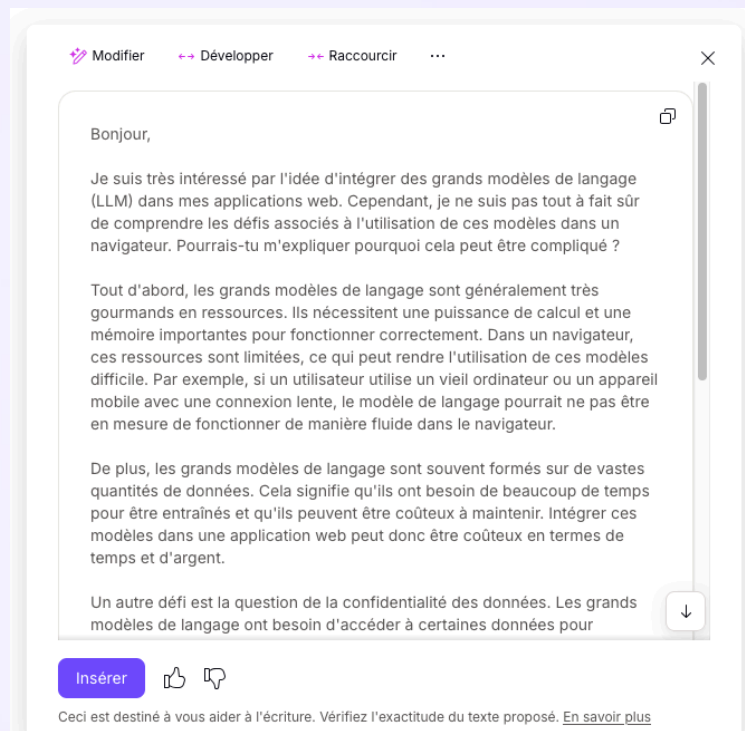 Modifier
Développer
Raccourcir
...
Bonjour,
Je suis très intéressé par l'idée d'intégrer des grands modèles de langage
(LLM) dans mes applications web. Cependant, je ne suis pas tout à fait sûr
de comprendre les défis associés à l'utilisation de ces modèles dans un
navigateur. Pourrais-tu m'expliquer pourquoi cela peut être compliqué ?
Tout d'abord, les grands modèles de langage sont généralement très
gourmands en ressources. Ils nécessitent une puissance de calcul et une
mémoire importantes pour fonctionner correctement. Dans un navigateur,
ces ressources sont limitées, ce qui peut rendre l'utilisation de ces modèles
difficile. Par exemple, si un utilisateur utilise un vieil ordinateur ou un appareil
mobile avec une connexion lente, le modèle de langage pourrait ne pas être
en mesure de fonctionner de manière fluide dans le navigateur.
De plus, les grands modèles de langage sont souvent formés sur de vastes
quantités de données. Cela signifie qu'ils ont besoin de beaucoup de temps
pour être entraînés et qu'ils peuvent être coûteux à maintenir. Intégrer ces
modèles dans une application web peut donc être coûteux en termes de
temps et d'argent.
Un autre défi est la question de la confidentialité des données. Les grands
modèles de langage ont besoin d'accéder à certaines données pour
Insérer
Ceci est destiné à vous aider à l'écriture. Vérifiez l'exactitude du texte proposé. En savoir plus